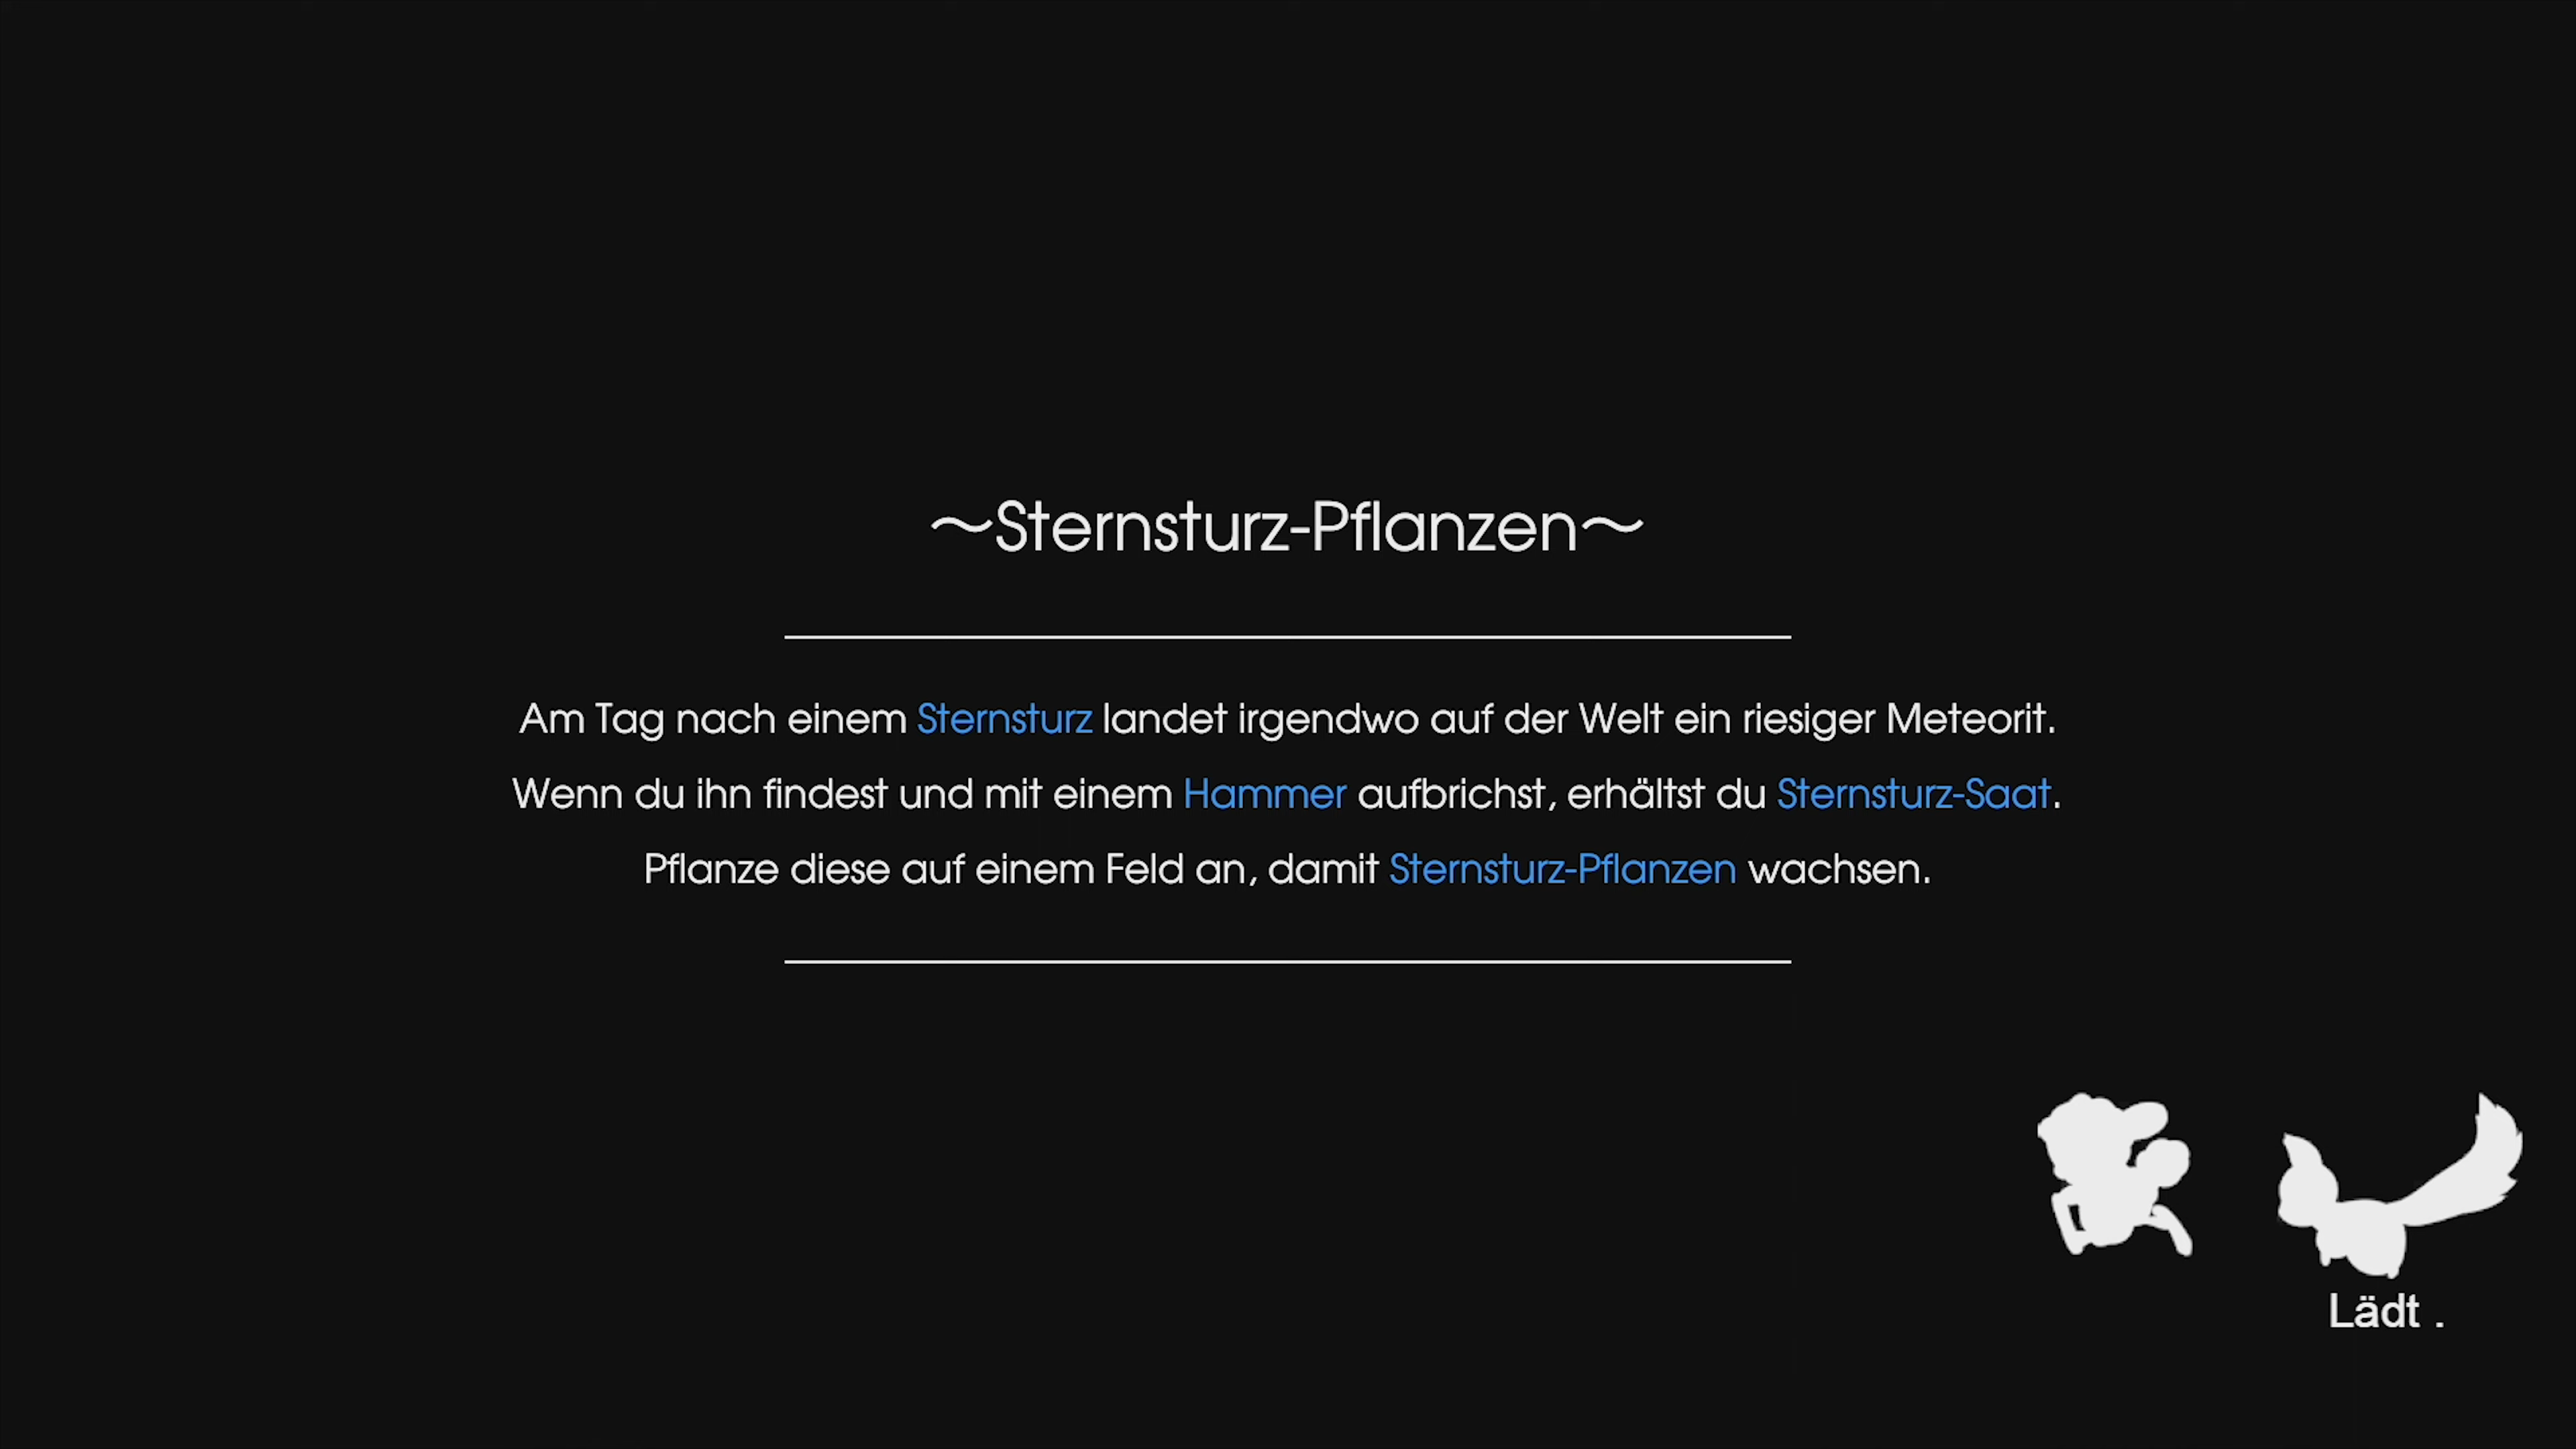 ～Sternsturz-Pflanzen～
Am Tag nach einem Sternsturz landet irgendwo auf der Welt ein riesiger Meteorit.
Wenn du ihn findest und mit einem Hammer aufbrichst, erhältst du Sternsturz-Saat.
Pflanze diese auf einem Feld an, damit Sternsturz-Pflanzen wachsen.
Lädt .